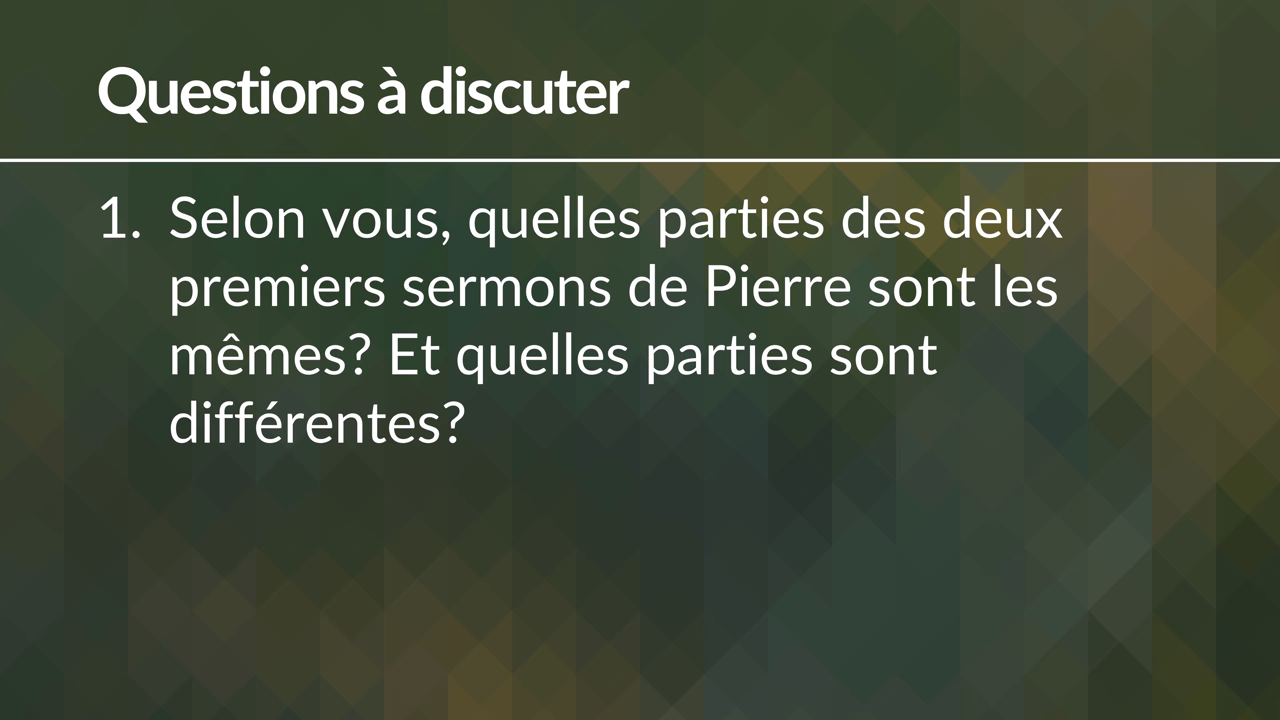 Questions à discuter
1. Selon vous, quelles parties des deux
premiers sermons de Pierre sont les
mêmes? Et quelles parties sont
différentes?